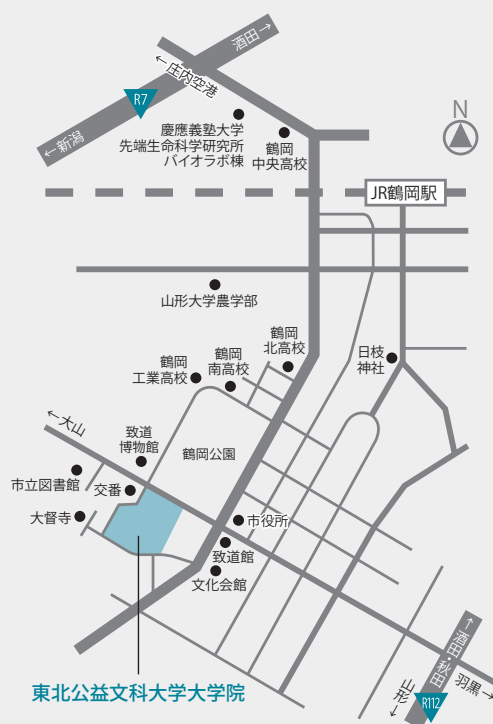 酒田→
←庄内空港
R7
←新潟
慶應義塾大学
先端生命科学研究所
バイオラボ棟
鶴岡
中央高校
N
JR鶴岡駅
山形大学農学部
鶴岡
北高校
鶴岡
南高校
鶴岡
工業高校
日枝
神社
←大山
致道
博物館
鶴岡公園
市立図書館
交番
大督寺
市役所
致道館
文化会館
←酒田・秋田
羽黒→
山形→
R112
東北公益文科大学大学院